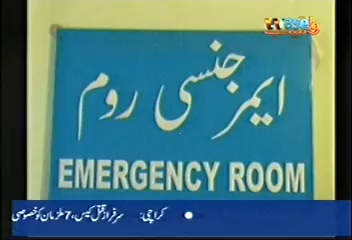 ایمرجنسی روم
EMERGENCY ROOM
کراچی: سرفراز قتل کیس، 7 ملزمان کو خصوصی